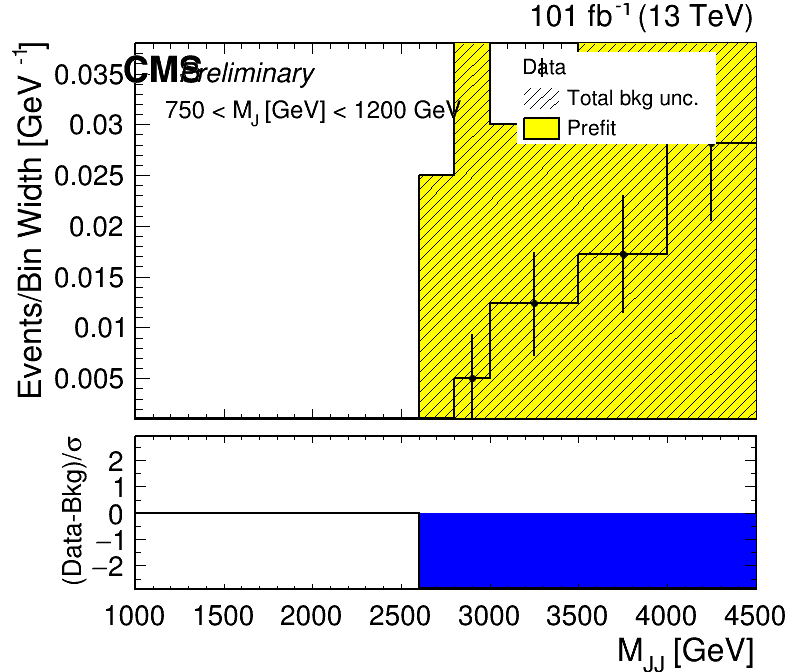 101 fb-1 (13 TeV)
CMS Preliminary
750 < MJ [GeV] < 1200 GeV
Data
Total bkg unc.
Prefit
Events/Bin Width [GeV-1]
0.035
0.03
0.025
0.02
0.015
0.01
0.005
(Data-Bkg)/σ
2
1
0
−1
−2
1000 1500 2000 2500 3000 3500 4000 4500
MJJ [GeV]